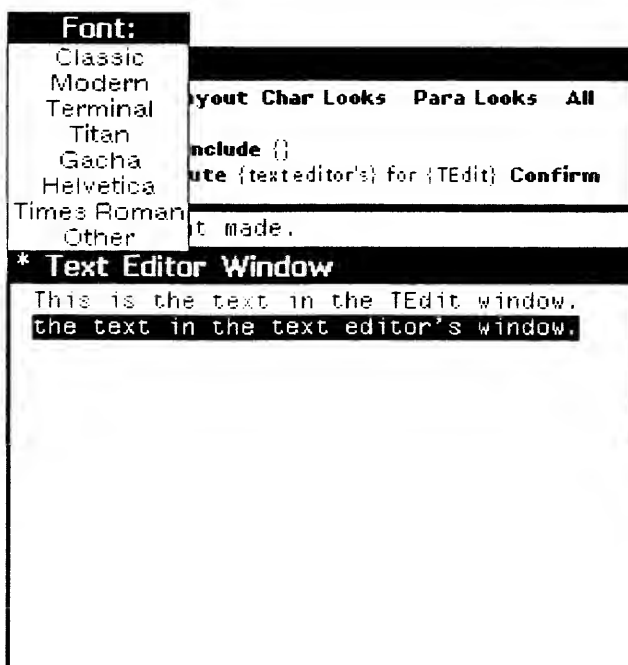 Font:
Classic
Modern
Terminal
Titan
Gacha
Helvetica
Times Roman
Other
yout Char Looks Para Looks All
nclude {}
ute {texteditor's} for {TEdit} Confirm
t made.
* Text Editor Window
This is the text in the TEdit window.
the text in the text editor's window.